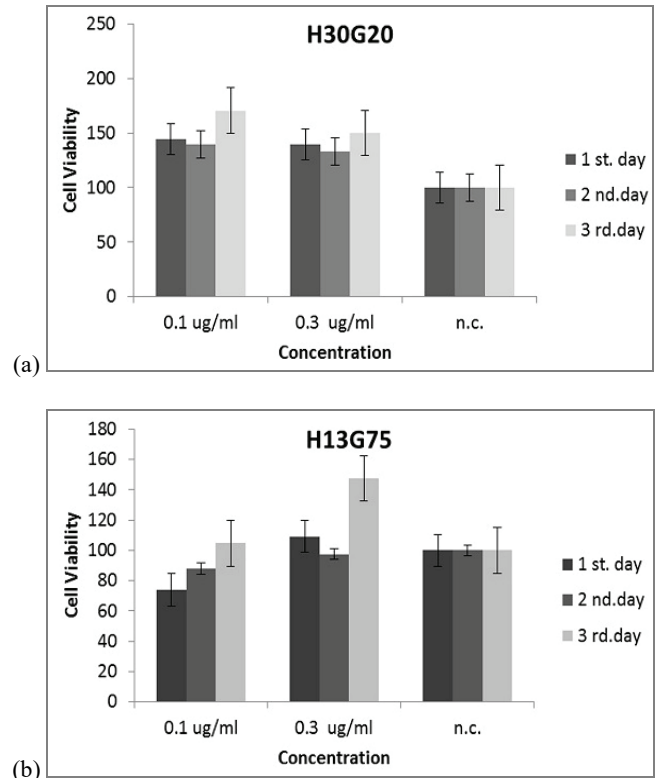 (a)
H30G20
Cell Viability
250
200
150
100
50
0
0.1 ug/ml
0.3 ug/ml
n.c.
Concentration
1 st. day
2 nd.day
3 rd.day
(b)
H13G75
Cell Viability
180
160
140
120
100
80
60
40
20
0
0.1 ug/ml
0.3 ug/ml
n.c.
Concentration
1 st. day
2 nd.day
3 rd.day